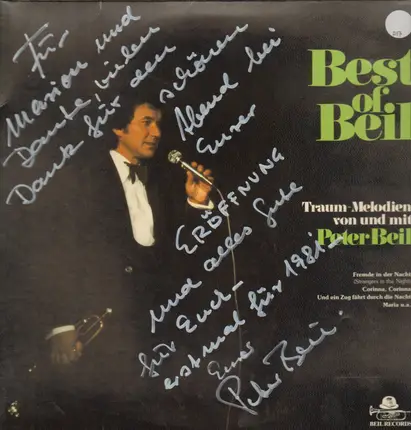 Für
Marion und
Dante, vielen
Dank für den
schönen
Abend bei
Eurer
ERÖFFNUNG
und alles Gute
für Euch -
erstmal für 1981 -
Euer
Peter Beil
Best
of
Beil
Traum-Melodien
von und mit
Peter Beil
Fremde in der Nacht
(Strangers in the Night)
Corinna, Corinna
Und ein Zug fährt durch die Nacht
Maria u.a.
BEIL RECORDS